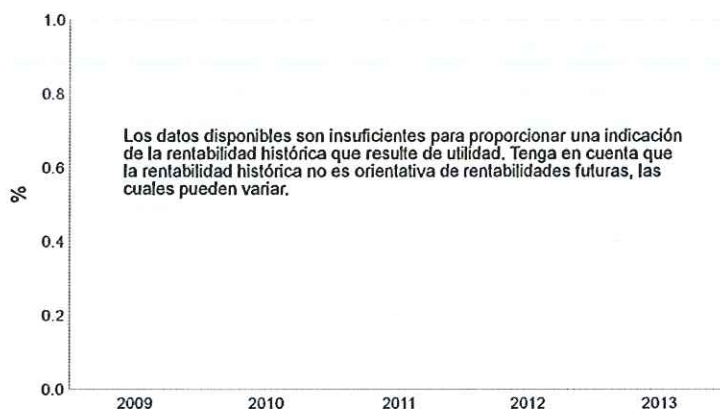 1.0
0.8
Los datos disponibles son insuficientes para proporcionar una indicación
de la rentabilidad histórica que resulte de utilidad. Tenga en cuenta que
0.6
la rentabilidad histórica no es orientativa de rentabilidades futuras, las
cuales pueden variar.
%
0.4
0.2
0.0
2009 2010 2011 2012 2013